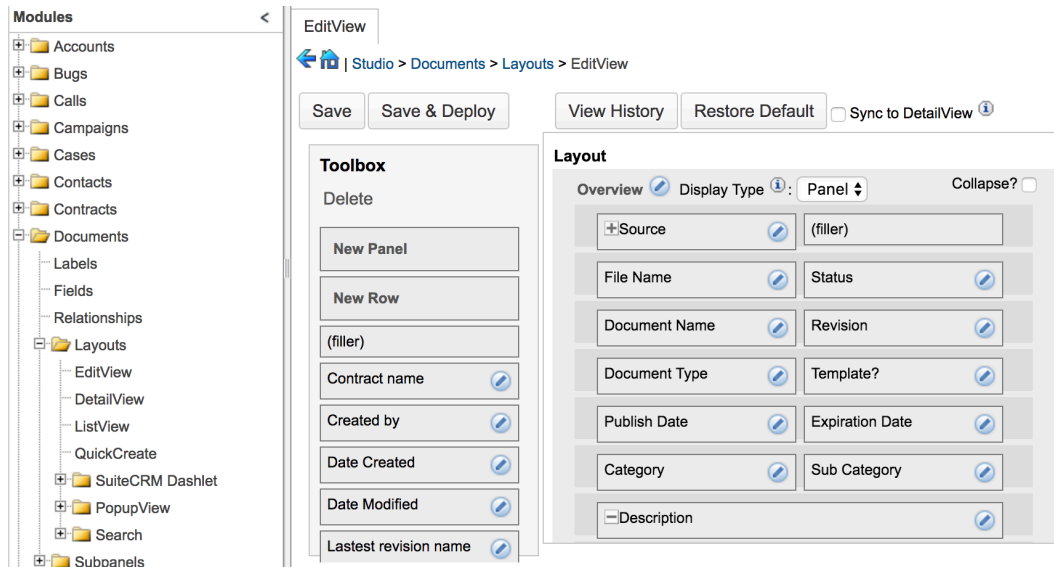 Modules <
Accounts
Bugs
Calls
Campaigns
Cases
Contacts
Contracts
Documents
Labels
Fields
Relationships
Layouts
EditView
DetailView
ListView
QuickCreate
SuiteCRM Dashlet
PopupView
Search
Subpanels
EditView
| Studio > Documents > Layouts > EditView
Save Save & Deploy View History Restore Default Sync to DetailView i
Toolbox
Delete
New Panel
New Row
(filler)
Contract name
Created by
Date Created
Date Modified
Lastest revision name
Layout
Overview Display Type i : Panel Collapse?
Source (filler)
File Name Status
Document Name Revision
Document Type Template?
Publish Date Expiration Date
Category Sub Category
Description